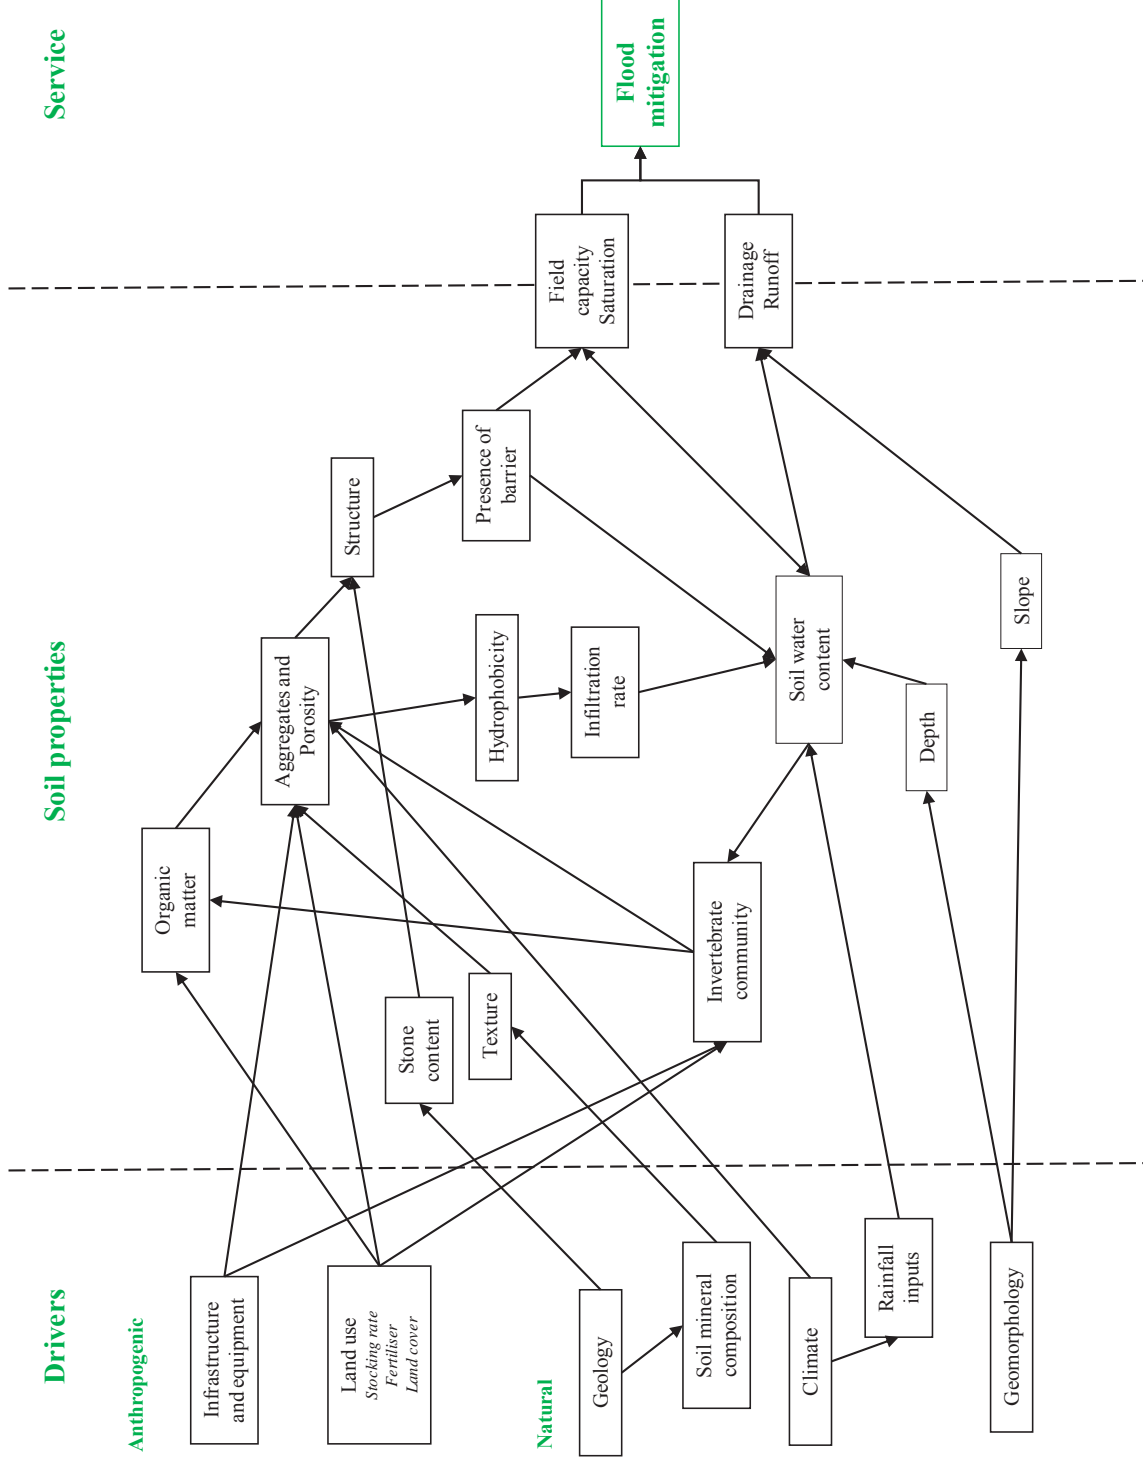 Drivers
Soil properties
Service
Anthropogenic
Infrastructure
and equipment
Land use
Stocking rate
Fertiliser
Land cover
Natural
Geology
Soil mineral
composition
Climate
Rainfall
inputs
Geomorphology
Organic
matter
Stone
content
Texture
Invertebrate
community
Aggregates and
Porosity
Structure
Hydrophobicity
Infiltration
rate
Presence of
barrier
Soil water
content
Depth
Slope
Field
capacity
Saturation
Drainage
Runoff
Flood
mitigation